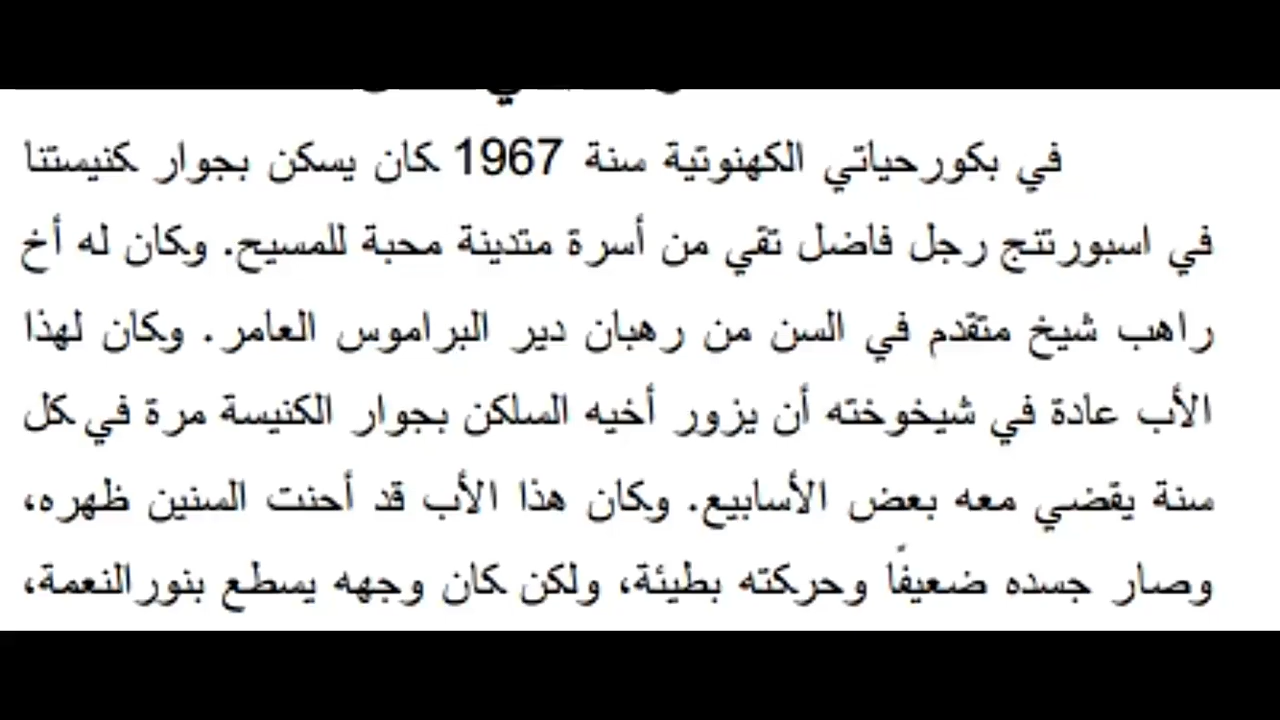 في بكورحياتي الكهنوتية سنة 1967 كان يسكن بجوار كنيستنا
في اسبورتنج رجل فاضل تقي من أسرة متدينة محبة للمسيح. وكان له أخ
راهب شيخ متقدم في السن من رهبان دير البراموس العامر. وكان لهذا
الأب عادة في شيخوخته أن يزور أخيه السلكن بجوار الكنيسة مرة في كل
سنة يقضي معه بعض الأسابيع. وكان هذا الأب قد أحنت السنين ظهره،
وصار جسده ضعيفًا وحركته بطيئة، ولكن كان وجهه يسطع بنورالنعمة،